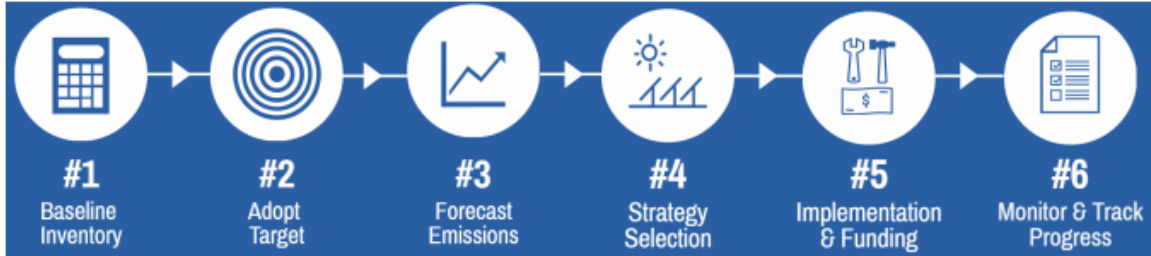 $
#1
Baseline
Inventory
#2
Adopt
Target
#3
Forecast
Emissions
#4
Strategy
Selection
#5
Implementation
& Funding
#6
Monitor & Track
Progress